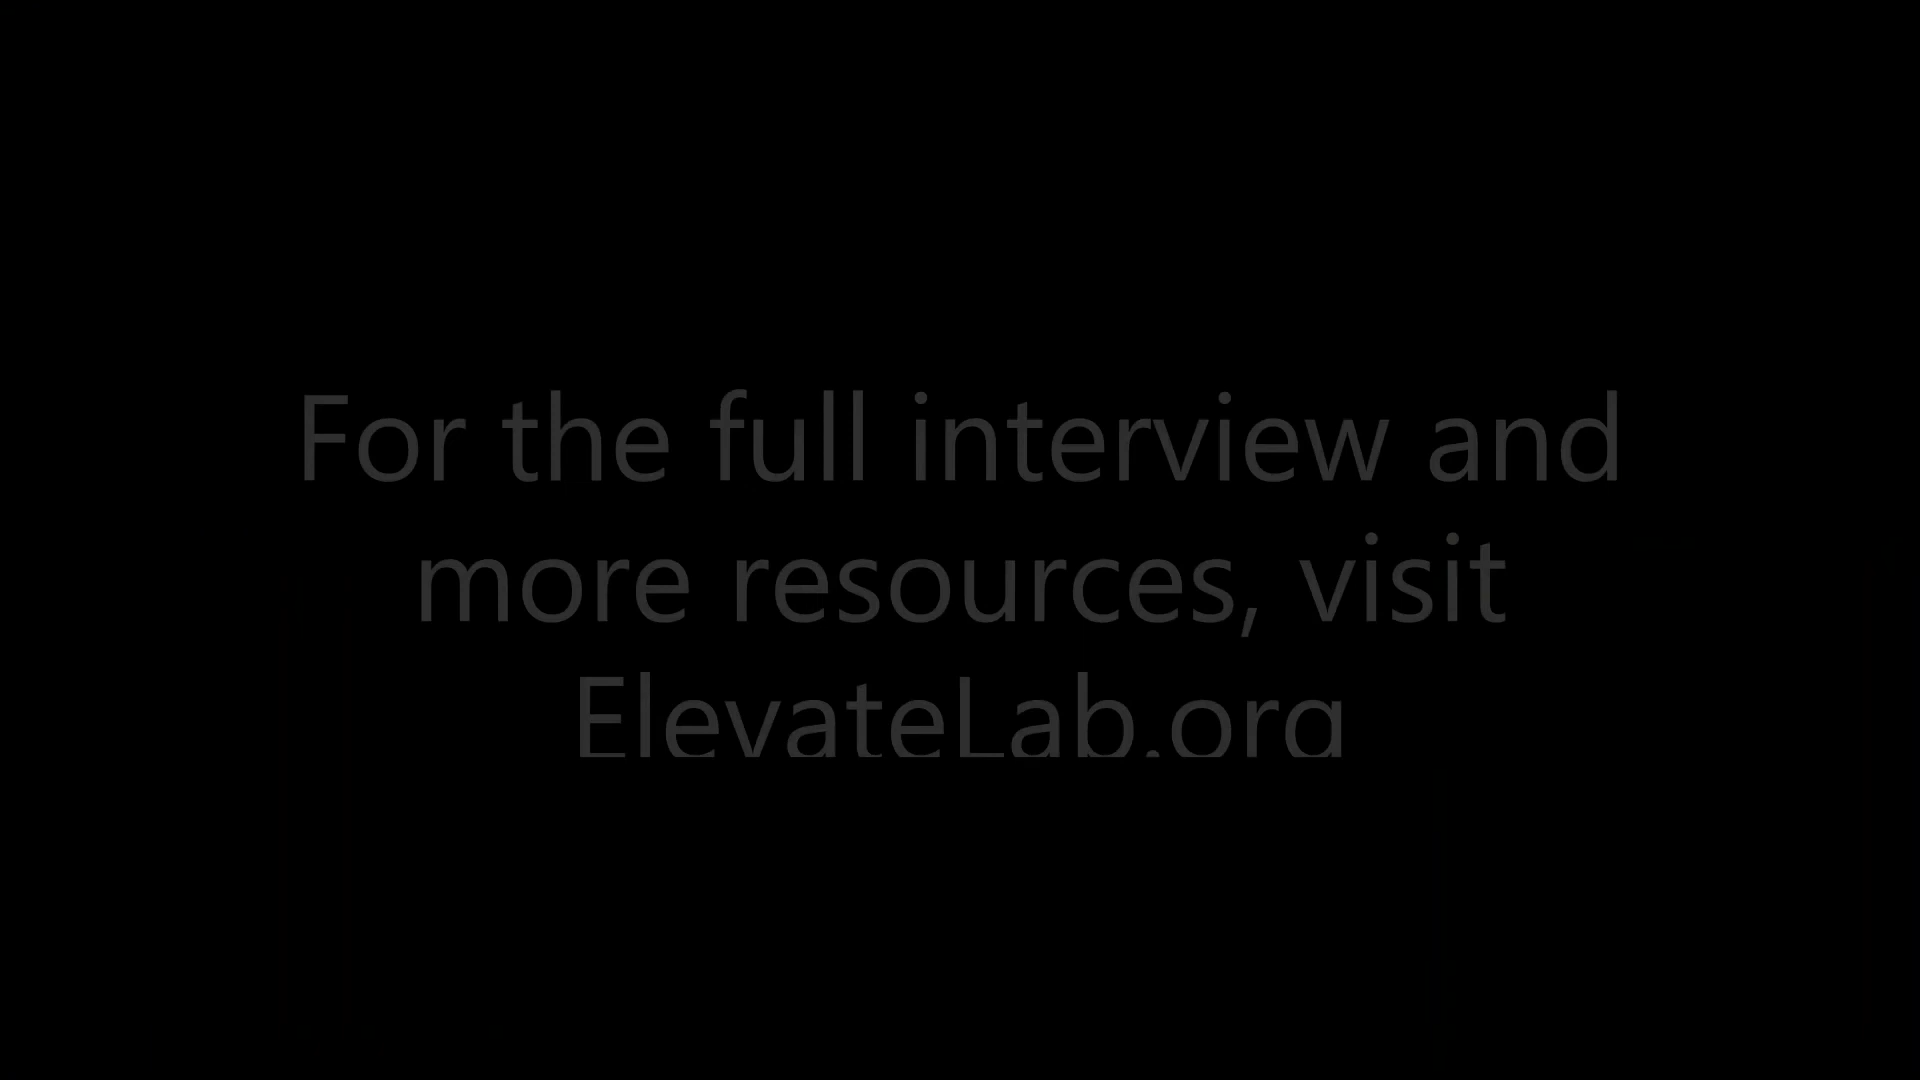 For the full interview and
more resources, visit
ElevateLab.org